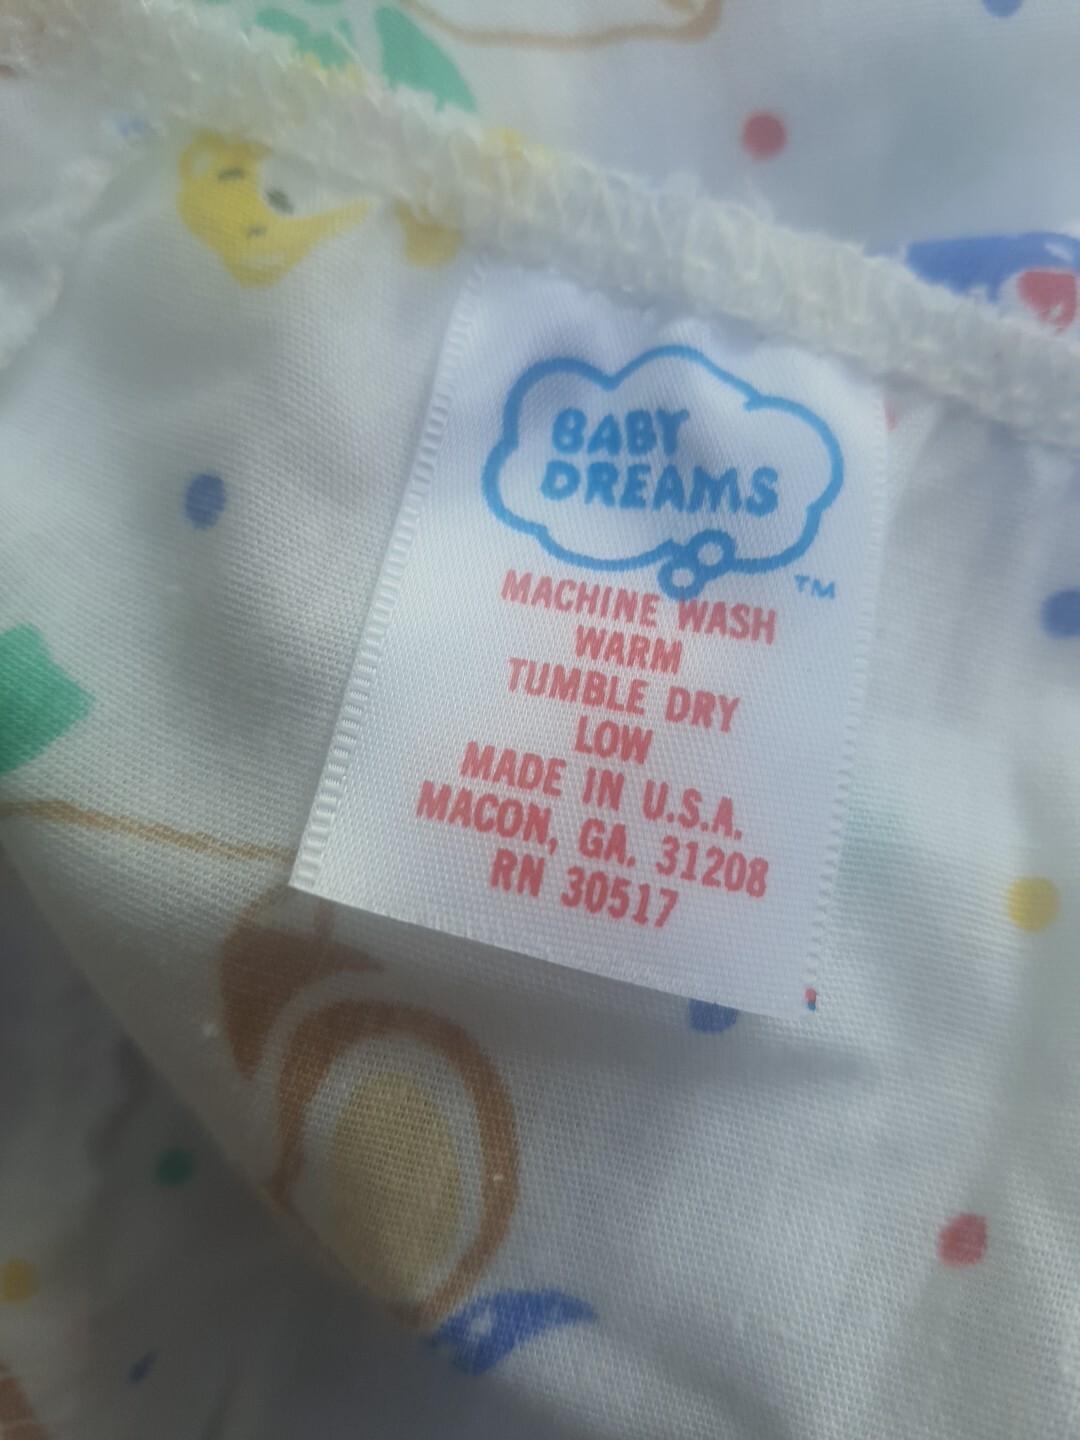 BABY
DREAMS
TM
MACHINE WASH
WARM
TUMBLE DRY
LOW
MADE IN U.S.A.
MACON, GA. 31208
RN 30517